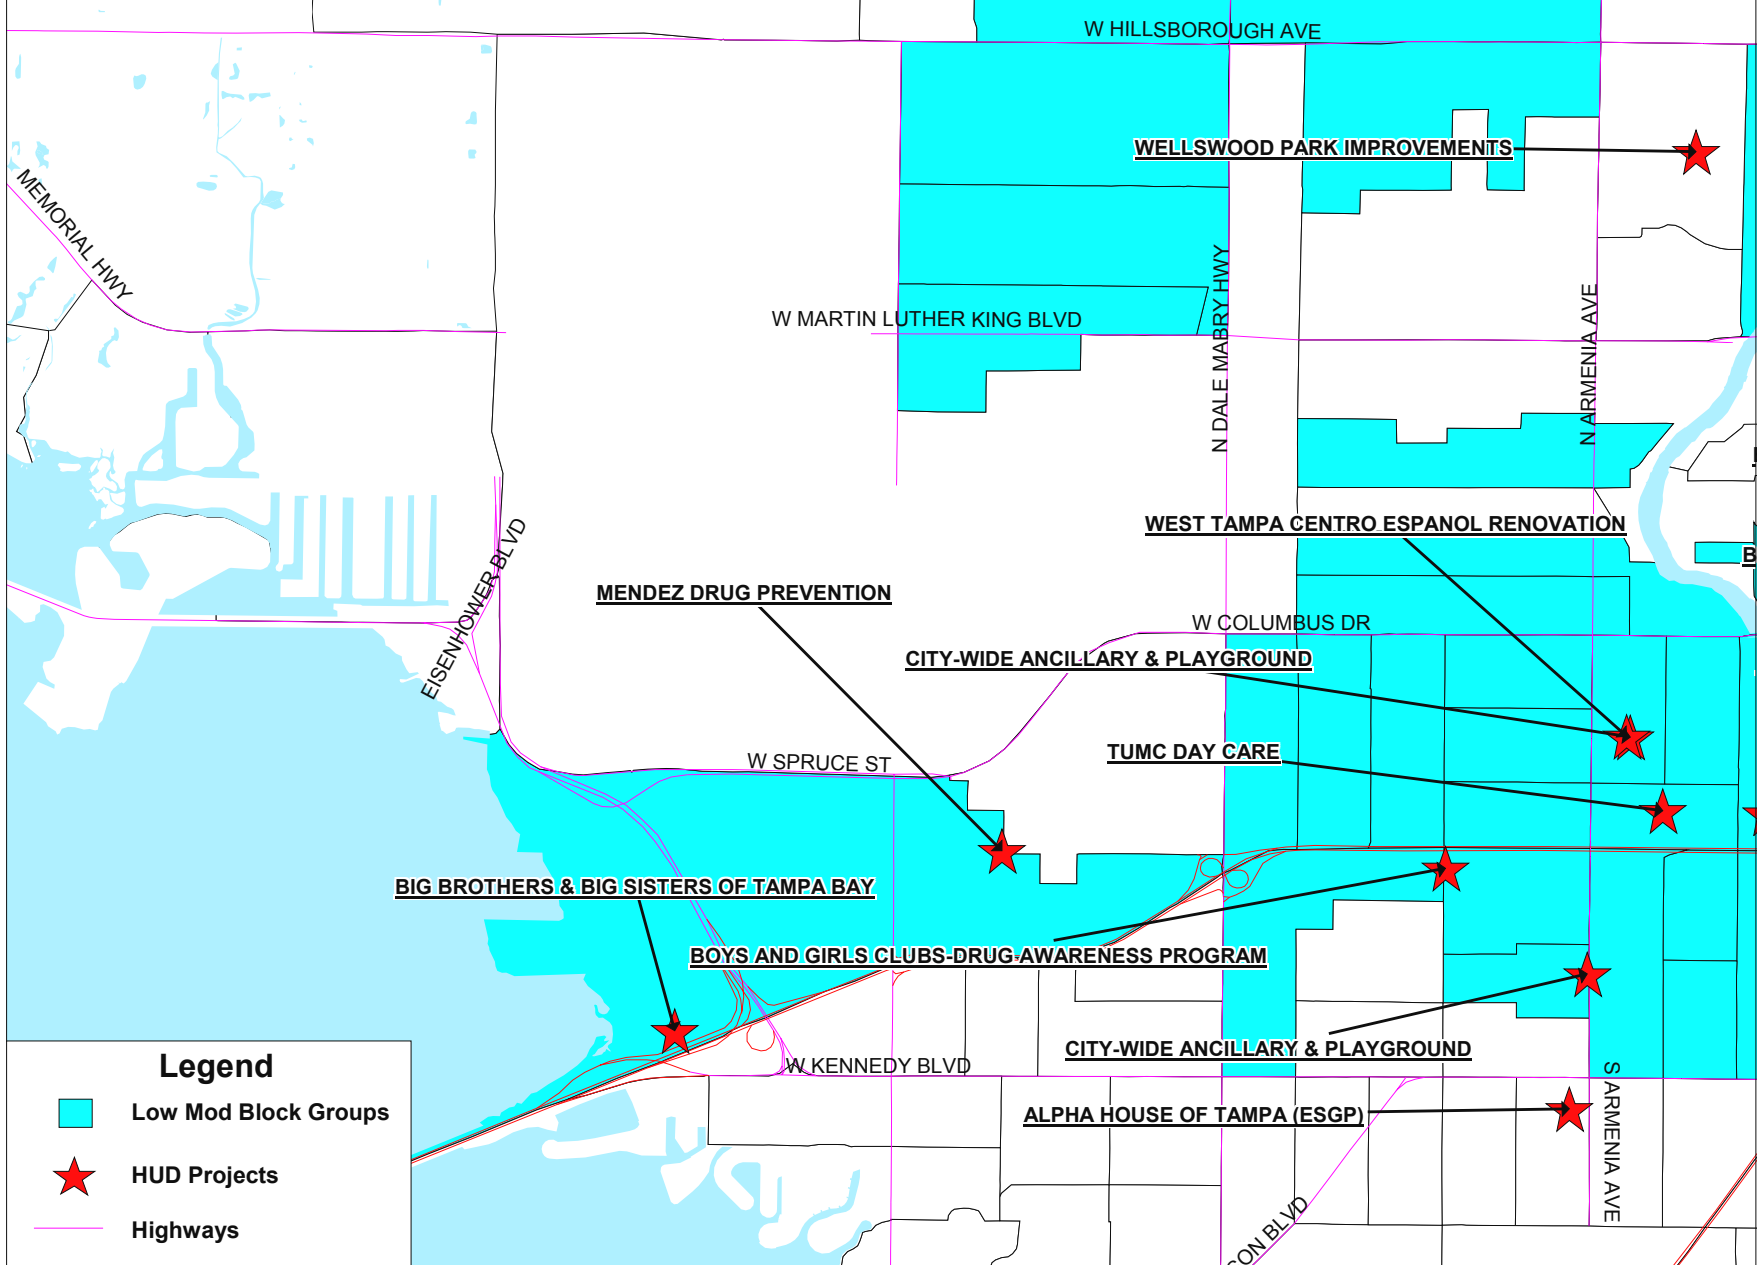 W HILLSBOROUGH AVE
WELLSWOOD PARK IMPROVEMENTS
MEMORIAL HWY
N DALE MABRY HWY
N ARMENIA AVE
W MARTIN LUTHER KING BLVD
WEST TAMPA CENTRO ESPANOL RENOVATION
B
EISENHOWER BLVD
MENDEZ DRUG PREVENTION
W COLUMBUS DR
CITY-WIDE ANCILLARY & PLAYGROUND
TUMC DAY CARE
W SPRUCE ST
BIG BROTHERS & BIG SISTERS OF TAMPA BAY
BOYS AND GIRLS CLUBS-DRUG AWARENESS PROGRAM
CITY-WIDE ANCILLARY & PLAYGROUND
W KENNEDY BLVD
ALPHA HOUSE OF TAMPA (ESGP)
S ARMENIA AVE
SON BLVD
Legend
Low Mod Block Groups
HUD Projects
Highways